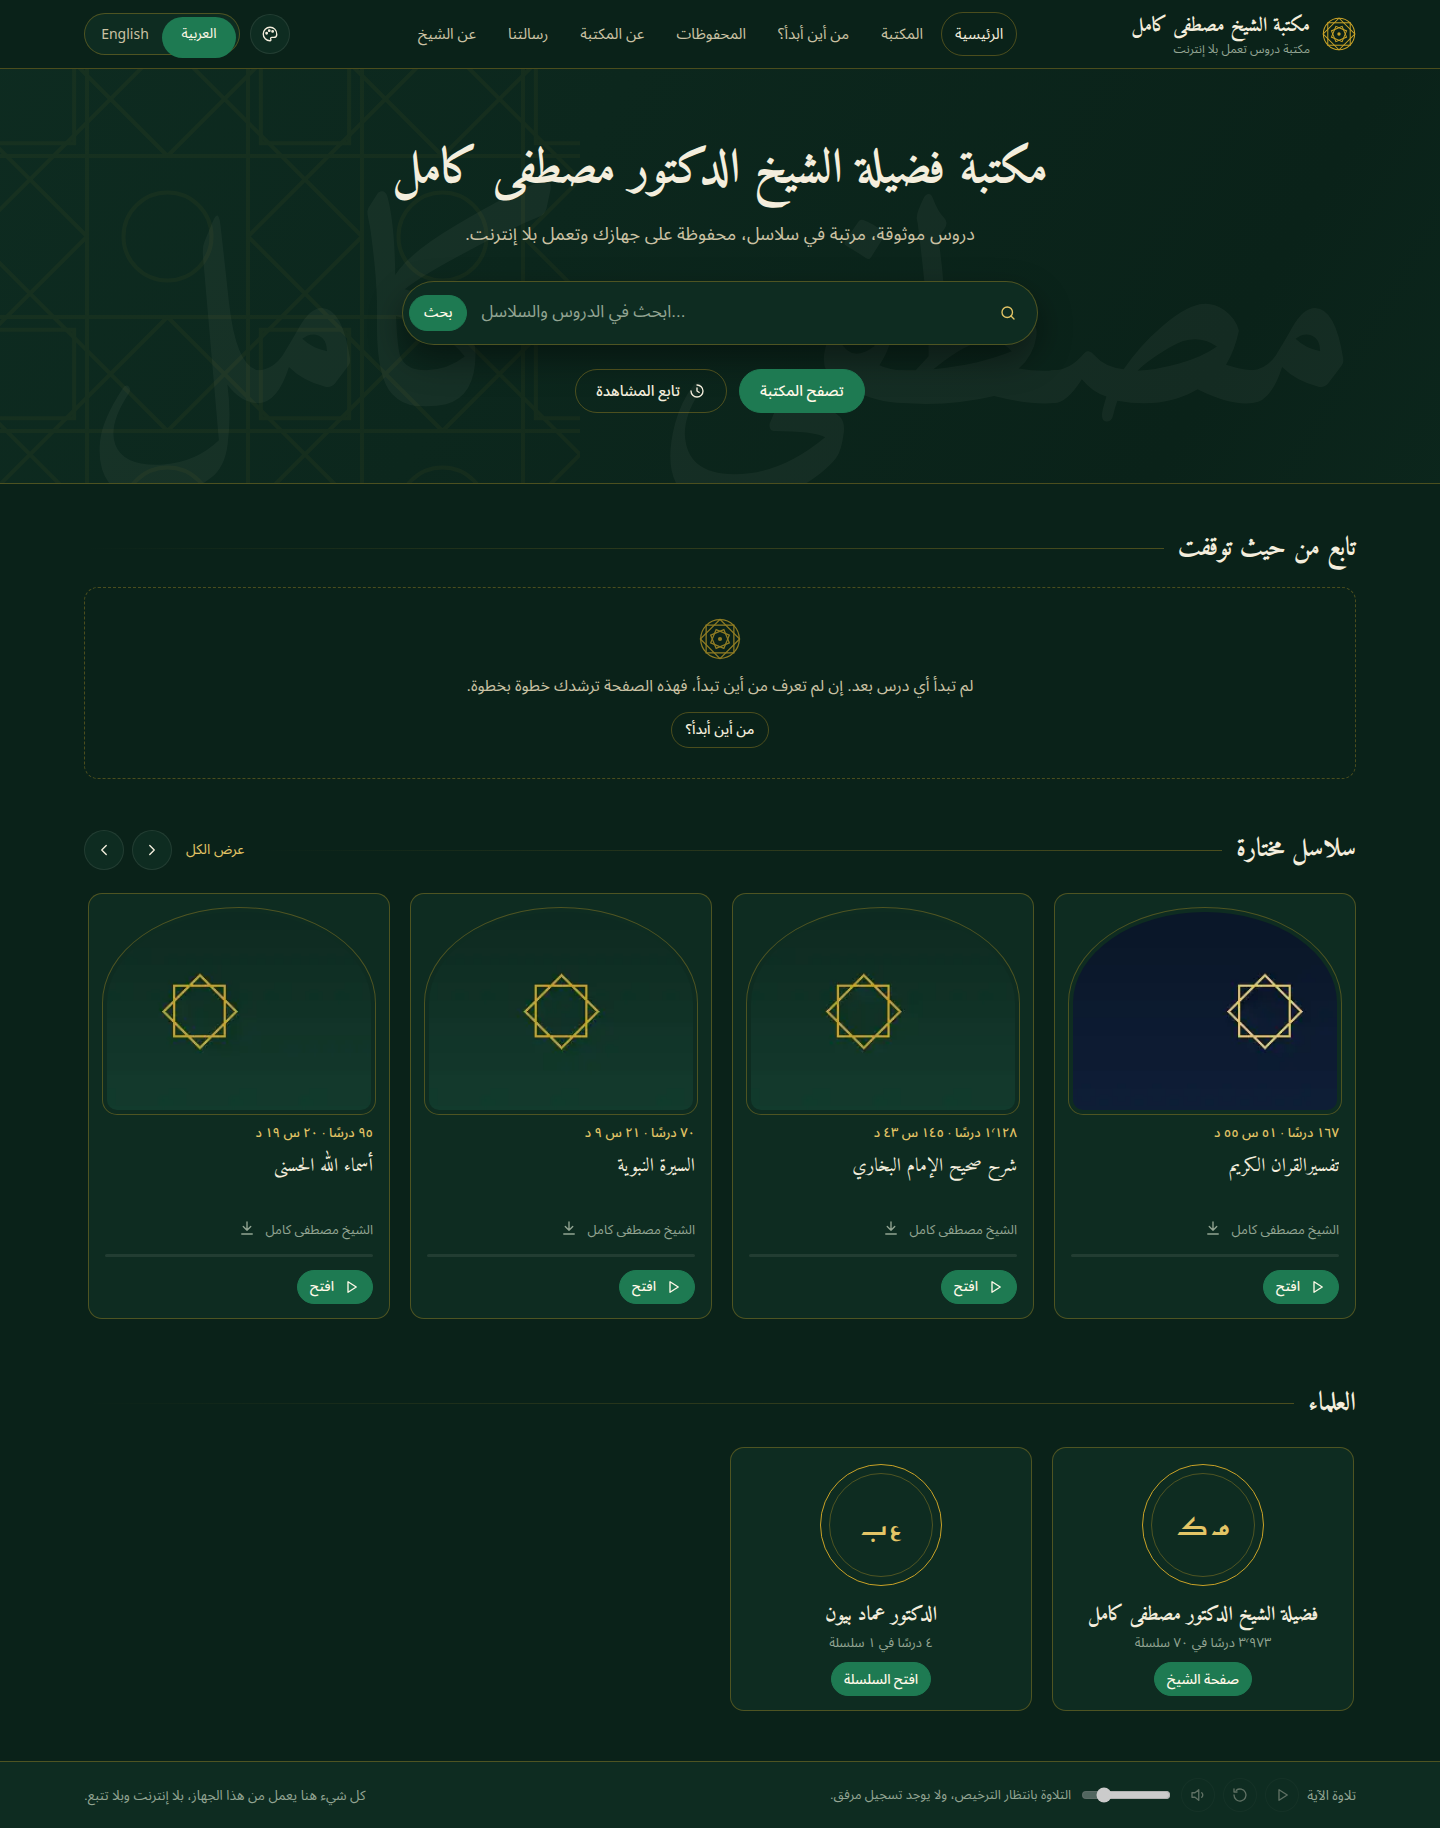 مكتبة الشيخ مصطفى كامل
مكتبة دروس تعمل بلا إنترنت
الرئيسية
المكتبة
من أين أبدأ؟
المحفوظات
عن المكتبة
رسالتنا
عن الشيخ
العربية
English
مكتبة فضيلة الشيخ الدكتور مصطفى كامل
دروس موثوقة، مرتبة في سلاسل، محفوظة على جهازك وتعمل بلا إنترنت.
مصطفى كامل
ابحث في الدروس والسلاسل...
بحث
تصفح المكتبة
تابع المشاهدة
تابع من حيث توقفت
لم تبدأ أي درس بعد. إن لم تعرف من أين تبدأ، فهذه الصفحة ترشدك خطوة بخطوة.
من أين أبدأ؟
سلاسل مختارة
عرض الكل
١٦٧ درسًا · ٥١ س ٥٥ د
تفسيرالقران الكريم
الشيخ مصطفى كامل
افتح
١٬١٢٨ درسًا · ١٤٥ س ٤٣ د
شرح صحيح الإمام البخاري
الشيخ مصطفى كامل
افتح
٧٠ درسًا · ٢١ س ٩ د
السيرة النبوية
الشيخ مصطفى كامل
افتح
٩٥ درسًا · ٢٠ س ١٩ د
أسماء الله الحسنى
الشيخ مصطفى كامل
افتح
العلماء
مـ كـ
فضيلة الشيخ الدكتور مصطفى كامل
٣٬٩٧٣ درسًا في ٧٠ سلسلة
صفحة الشيخ
ع بـ
الدكتور عماد بيون
٤ درسًا في ١ سلسلة
افتح السلسلة
تلاوة الآية
التلاوة بانتظار الترخيص، ولا يوجد تسجيل مرفق.
كل شيء هنا يعمل من هذا الجهاز، بلا إنترنت وبلا تتبع.